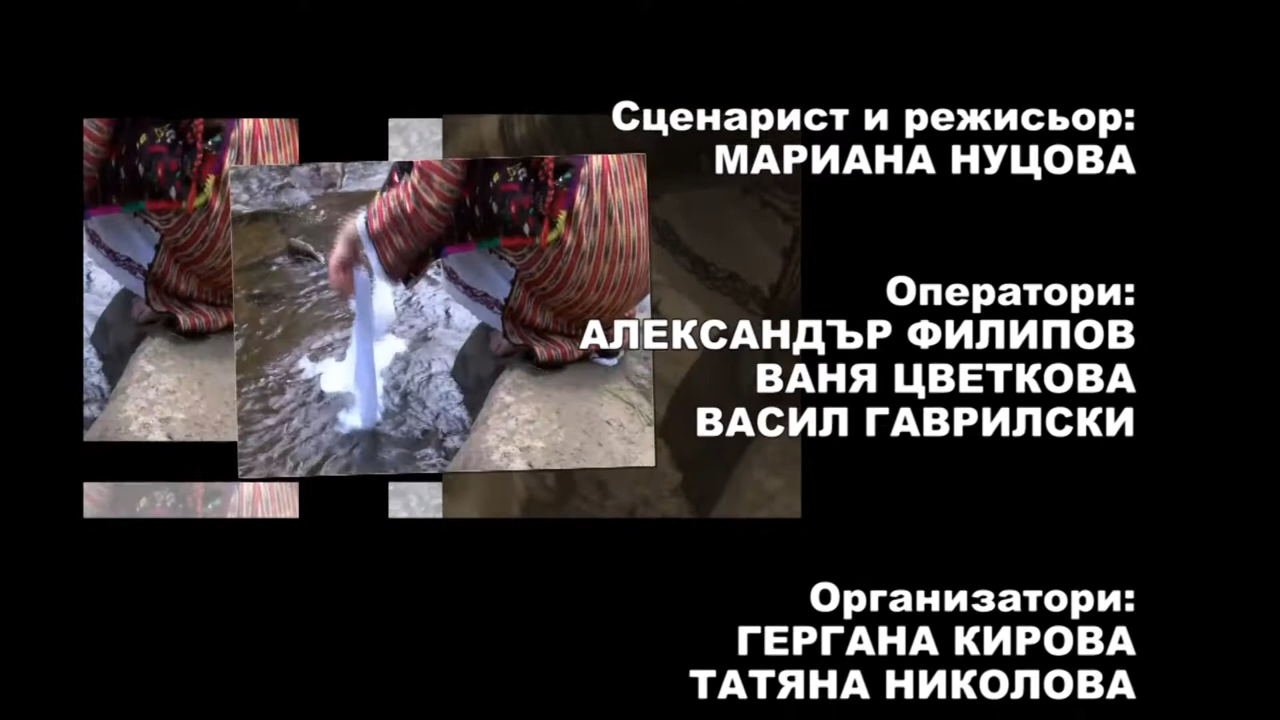 Сценарист и режисьор:
МАРИАНА НУЦОВА
Оператори:
АЛЕКСАНДЪР ФИЛИПОВ
ВАНЯ ЦВЕТКОВА
ВАСИЛ ГАВРИЛСКИ
Организатори:
ГЕРГАНА КИРОВА
ТАТЯНА НИКОЛОВА